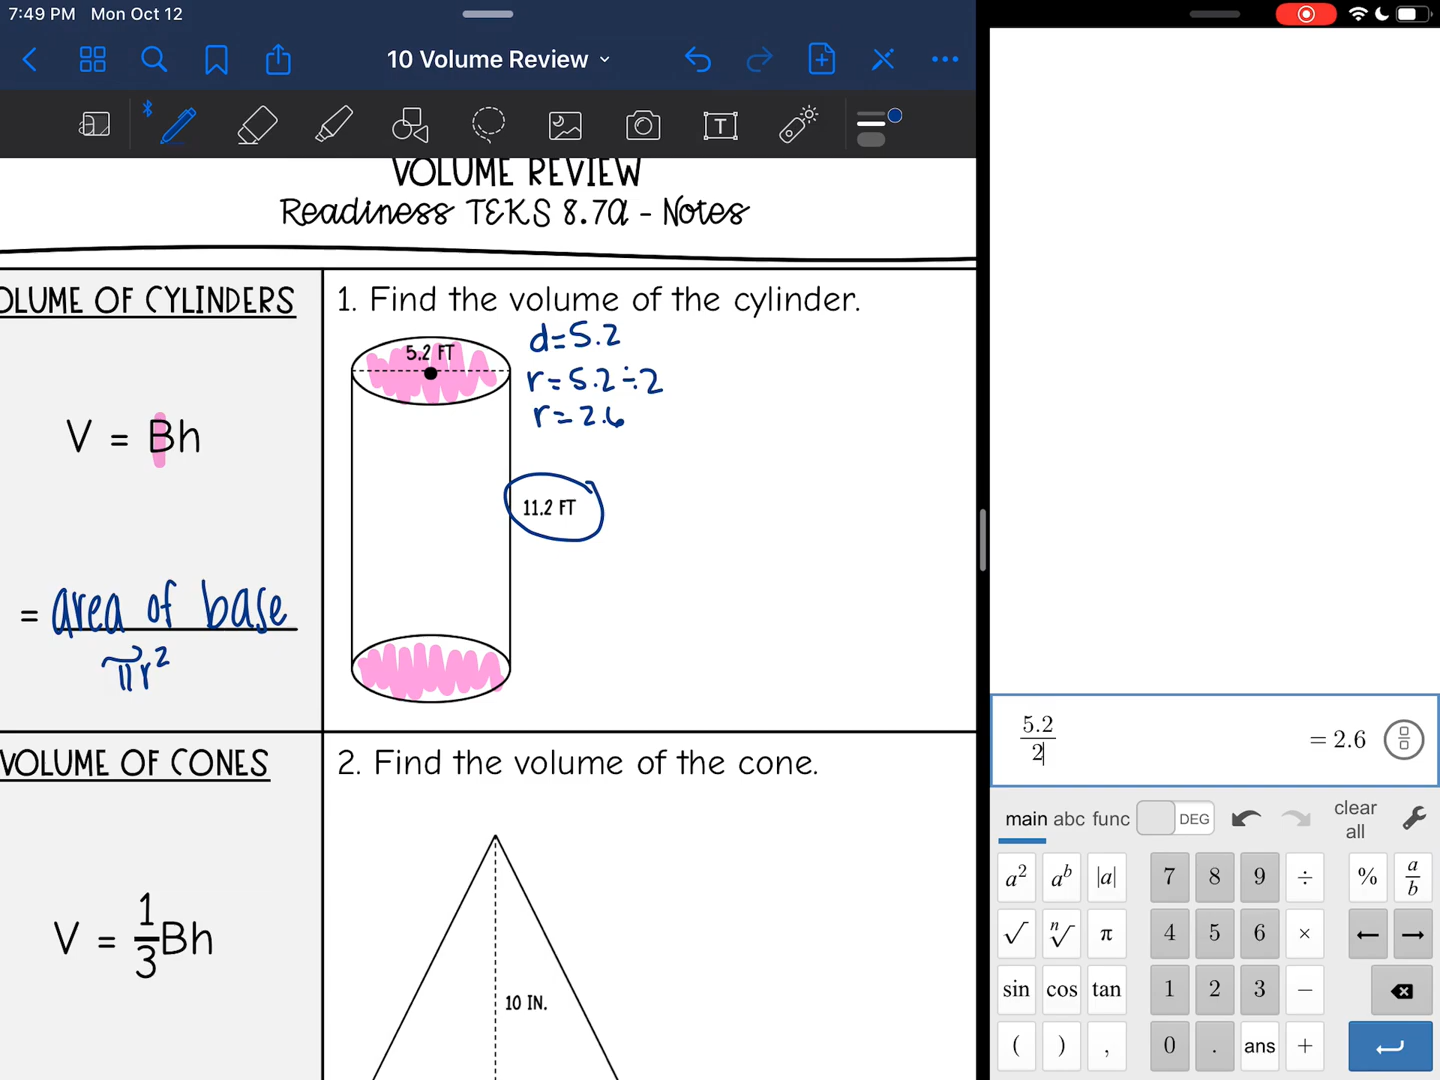 7:49 PM Mon Oct 12
10 Volume Review
T
VOLUME REVIEW
Readiness TEKS 8.7A - Notes
OLUME OF CYLINDERS
V = Bh
= area of base
πr²
1. Find the volume of the cylinder.
5.2 FT
d=5.2
r=5.2÷2
r=2.6
11.2 FT
VOLUME OF CONES
V = 1/3 Bh
2. Find the volume of the cone.
10 IN.
5.2/2 = 2.6
main abc func DEG clear all
a² aᵇ |a| 7 8 9 ÷ % a/b
√ ⁿ√ π 4 5 6 × ← →
sin cos tan 1 2 3 −
( ) , 0 . ans +